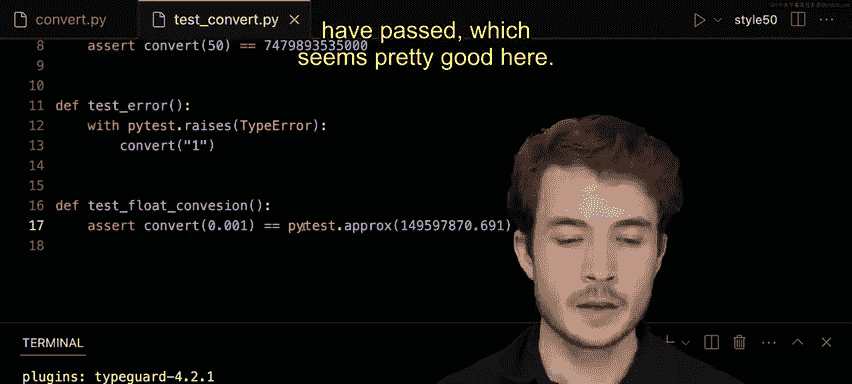 convert.py test_convert.py style50
have passed, which
seems pretty good here.
8 assert convert(50) == 7479893535000
9
10
11 def test_error():
12 with pytest.raises(TypeError):
13 convert("1")
14
15
16 def test_float_convesion():
17 assert convert(0.001) == pytest.approx(149597870.691)
18
TERMINAL
plugins: typeguard-4.2.1